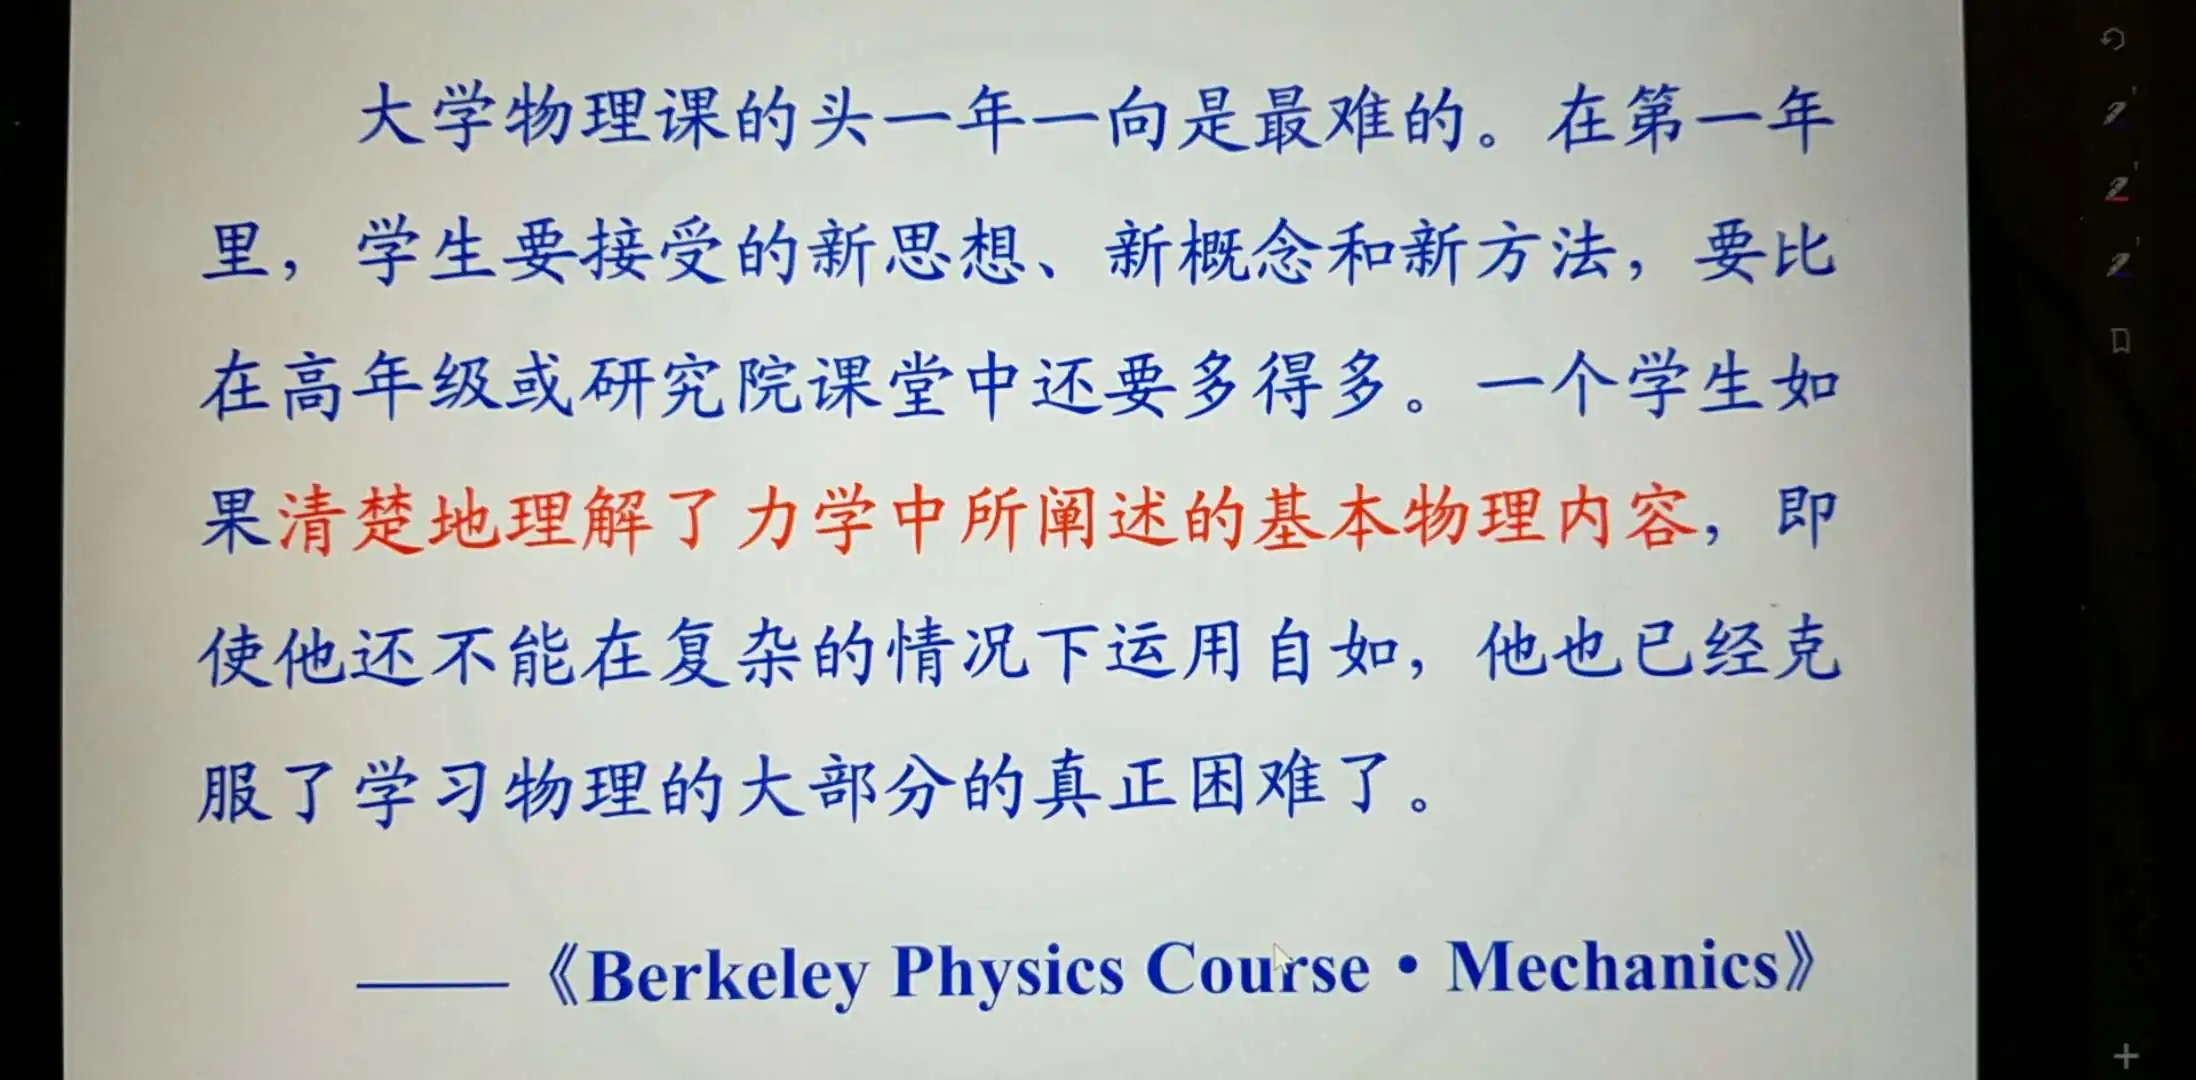 大学物理课的头一年一向是最难的。在第一年
里，学生要接受的新思想、新概念和新方法，要比
在高年级或研究院课堂中还要多得多。一个学生如
果清楚地理解了力学中所阐述的基本物理内容，即
使他还不能在复杂的情况下运用自如，他也已经克
服了学习物理的大部分的真正困难了。
——《Berkeley Physics Course·Mechanics》